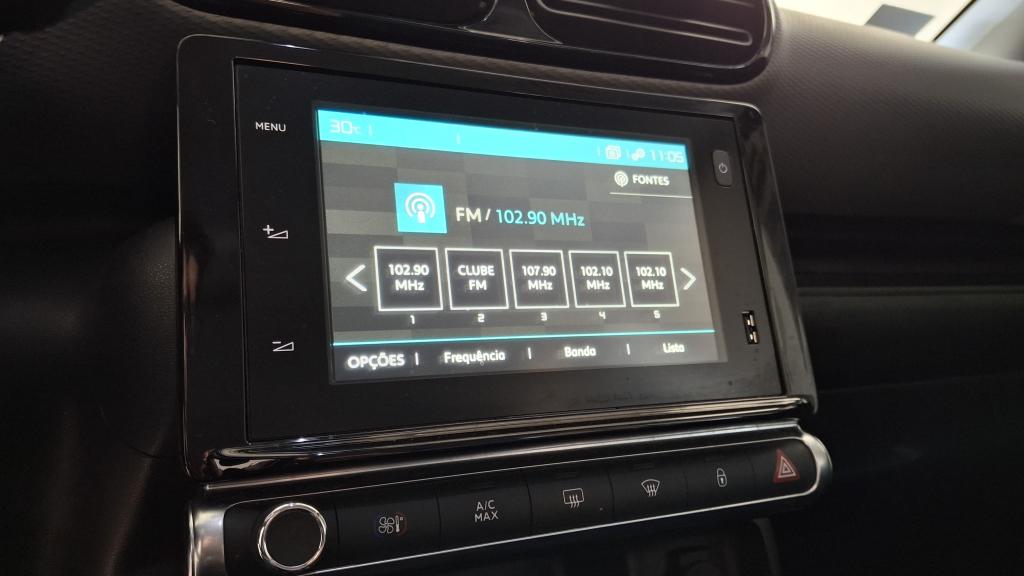 MENU
30°C
11:05
FONTES
FM / 102.90 MHz
102.90 MHz
CLUBE FM
107.90 MHz
102.10 MHz
102.10 MHz
1
2
3
4
5
OPÇÕES | Frequência | Banda | Lista
A/C
MAX